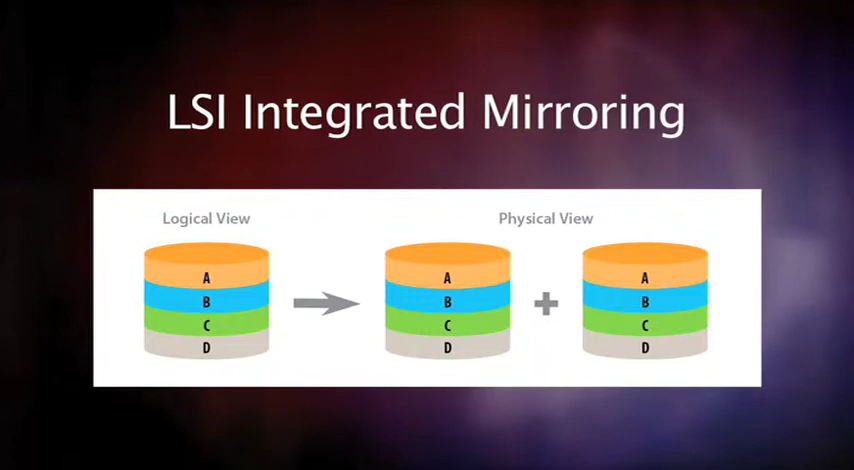 LSI Integrated Mirroring
Logical View
Physical View
A
B
C
D
A
B
C
D
A
B
C
D